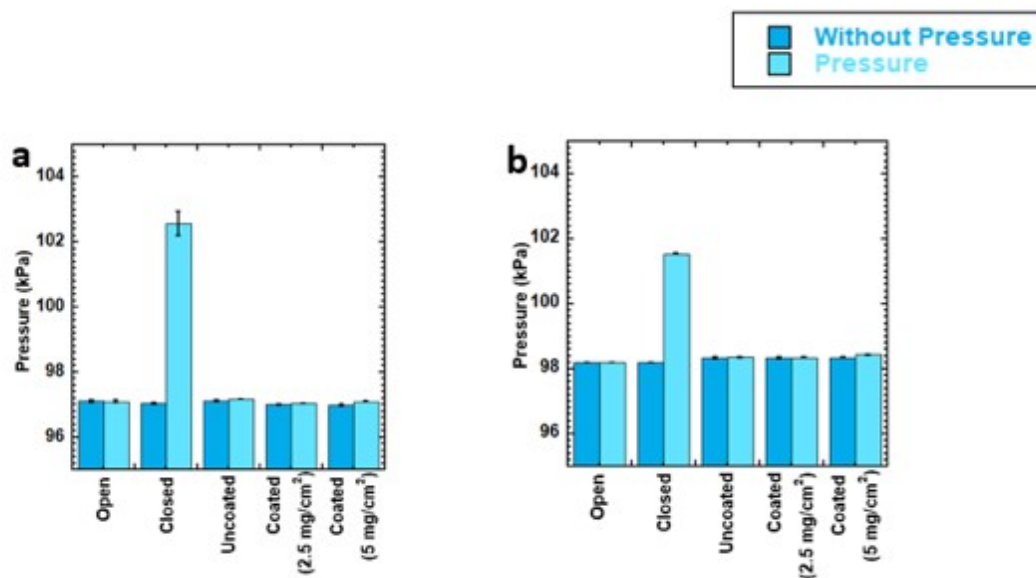 Without Pressure
Pressure
a
Pressure (kPa)
104
102
100
98
96
Open
Closed
Uncoated
Coated
(2.5 mg/cm²)
Coated
(5 mg/cm²)
b
Pressure (kPa)
104
102
100
98
96
Open
Closed
Uncoated
Coated
(2.5 mg/cm²)
Coated
(5 mg/cm²)